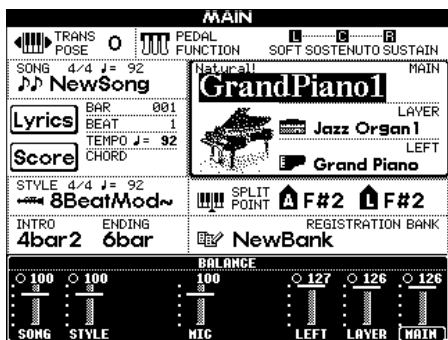 MAIN
TRANSPOSE 0
PEDAL FUNCTION
L C R
SOFT SOSTENUTO SUSTAIN
SONG 4/4 ♩= 92
NewSong
Lyrics
BAR 001
BEAT 1
TEMPO ♩= 92
CHORD
Score
Natural! MAIN
GrandPiano1
LAYER
Jazz Organ1
LEFT
Grand Piano
STYLE 4/4 ♩= 92
8BeatMod~
SPLIT POINT A F#2 L F#2
INTRO ENDING
4bar2 6bar
REGISTRATION BANK
NewBank
BALANCE
100 100 100 127 126 126
SONG STYLE MIC LEFT LAYER MAIN